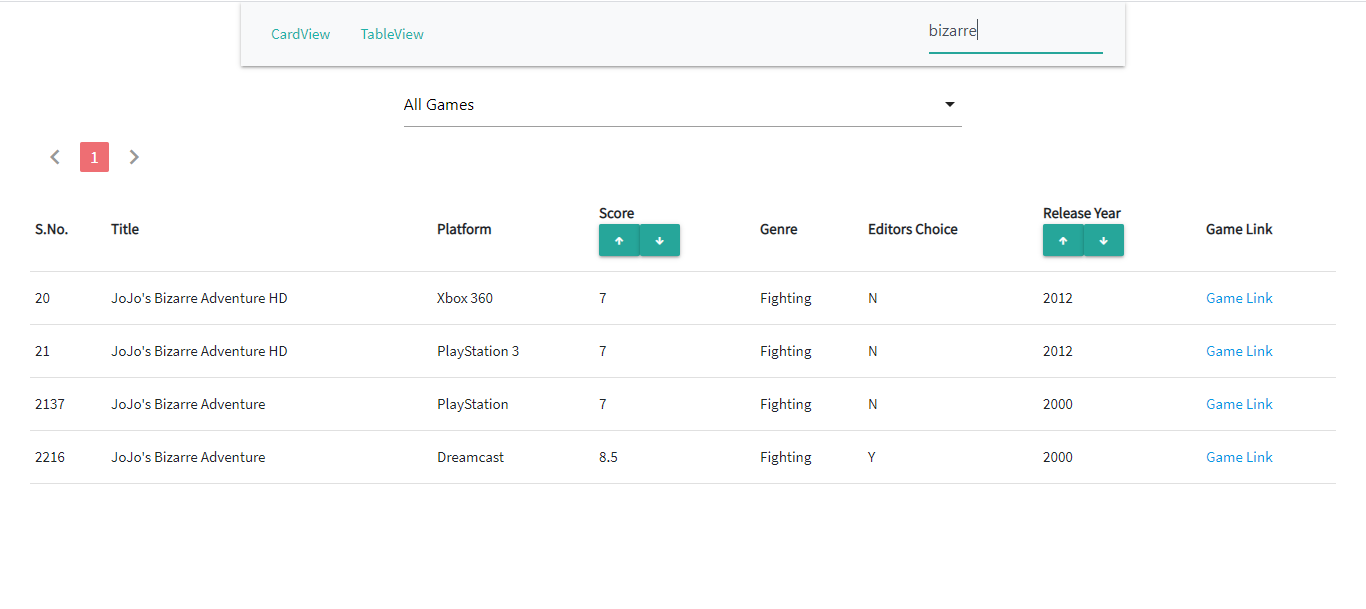 CardView TableView bizarre
All Games
1
S.No. Title Platform Score Genre Editors Choice Release Year Game Link
20 JoJo's Bizarre Adventure HD Xbox 360 7 Fighting N 2012 Game Link
21 JoJo's Bizarre Adventure HD PlayStation 3 7 Fighting N 2012 Game Link
2137 JoJo's Bizarre Adventure PlayStation 7 Fighting N 2000 Game Link
2216 JoJo's Bizarre Adventure Dreamcast 8.5 Fighting Y 2000 Game Link